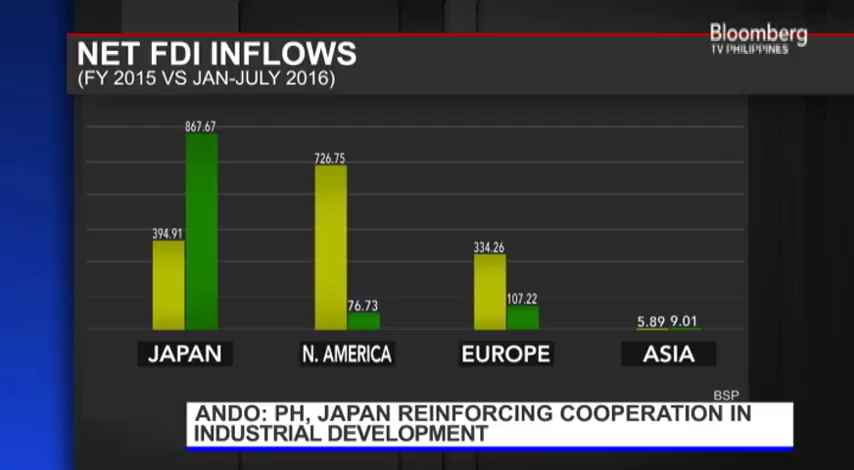 Bloomberg
TV PHILIPPINES
NET FDI INFLOWS
(FY 2015 VS JAN-JULY 2016)
394.91
867.67
726.75
76.73
334.26
107.22
5.89
9.01
JAPAN
N. AMERICA
EUROPE
ASIA
BSP
ANDO: PH, JAPAN REINFORCING COOPERATION IN
INDUSTRIAL DEVELOPMENT